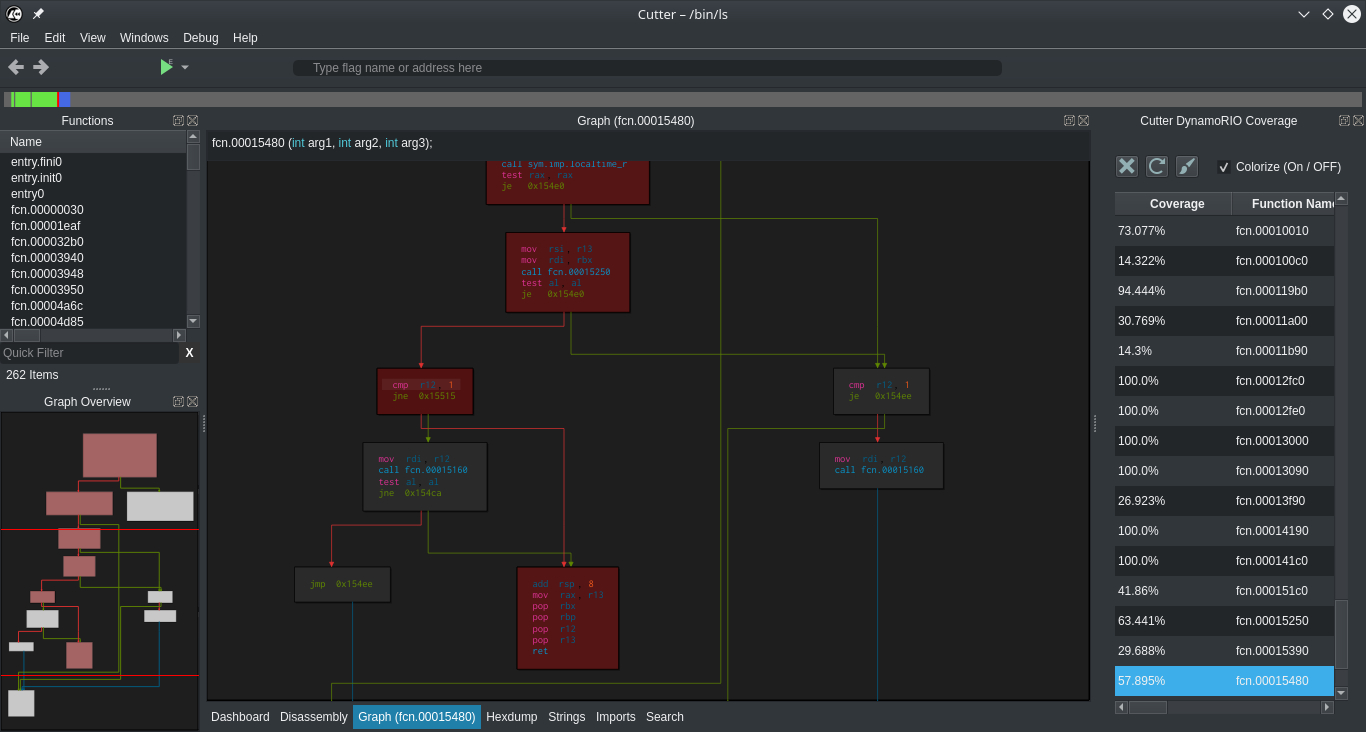 Cutter – /bin/ls
File Edit View Windows Debug Help
Type flag name or address here
Functions
Name
entry.fini0
entry.init0
entry0
fcn.00000030
fcn.00001eaf
fcn.000032b0
fcn.00003940
fcn.00003948
fcn.00003950
fcn.00004a6c
fcn.00004d85
Quick Filter X
262 Items
Graph Overview
Graph (fcn.00015480)
fcn.00015480 (int arg1, int arg2, int arg3);
call sym.imp.localtime_r
test rax, rax
je 0x154e0
mov rsi, r13
mov rdi, rbx
call fcn.00015250
test al, al
je 0x154e0
cmp r12, 1
jne 0x15515
cmp r12, 1
je 0x154ee
mov rdi, r12
call fcn.00015160
test al, al
jne 0x154ca
mov rdi, r12
call fcn.00015160
jmp 0x154ee
add rsp, 8
mov rax, r13
pop rbx
pop rbp
pop r12
pop r13
ret
Dashboard Disassembly Graph (fcn.00015480) Hexdump Strings Imports Search
Cutter DynamoRIO Coverage
Colorize (On / OFF)
Coverage Function Name
73.077% fcn.00010010
14.322% fcn.000100c0
94.444% fcn.000119b0
30.769% fcn.00011a00
14.3% fcn.00011b90
100.0% fcn.00012fc0
100.0% fcn.00012fe0
100.0% fcn.00013000
100.0% fcn.00013090
26.923% fcn.00013f90
100.0% fcn.00014190
100.0% fcn.000141c0
41.86% fcn.000151c0
63.441% fcn.00015250
29.688% fcn.00015390
57.895% fcn.00015480